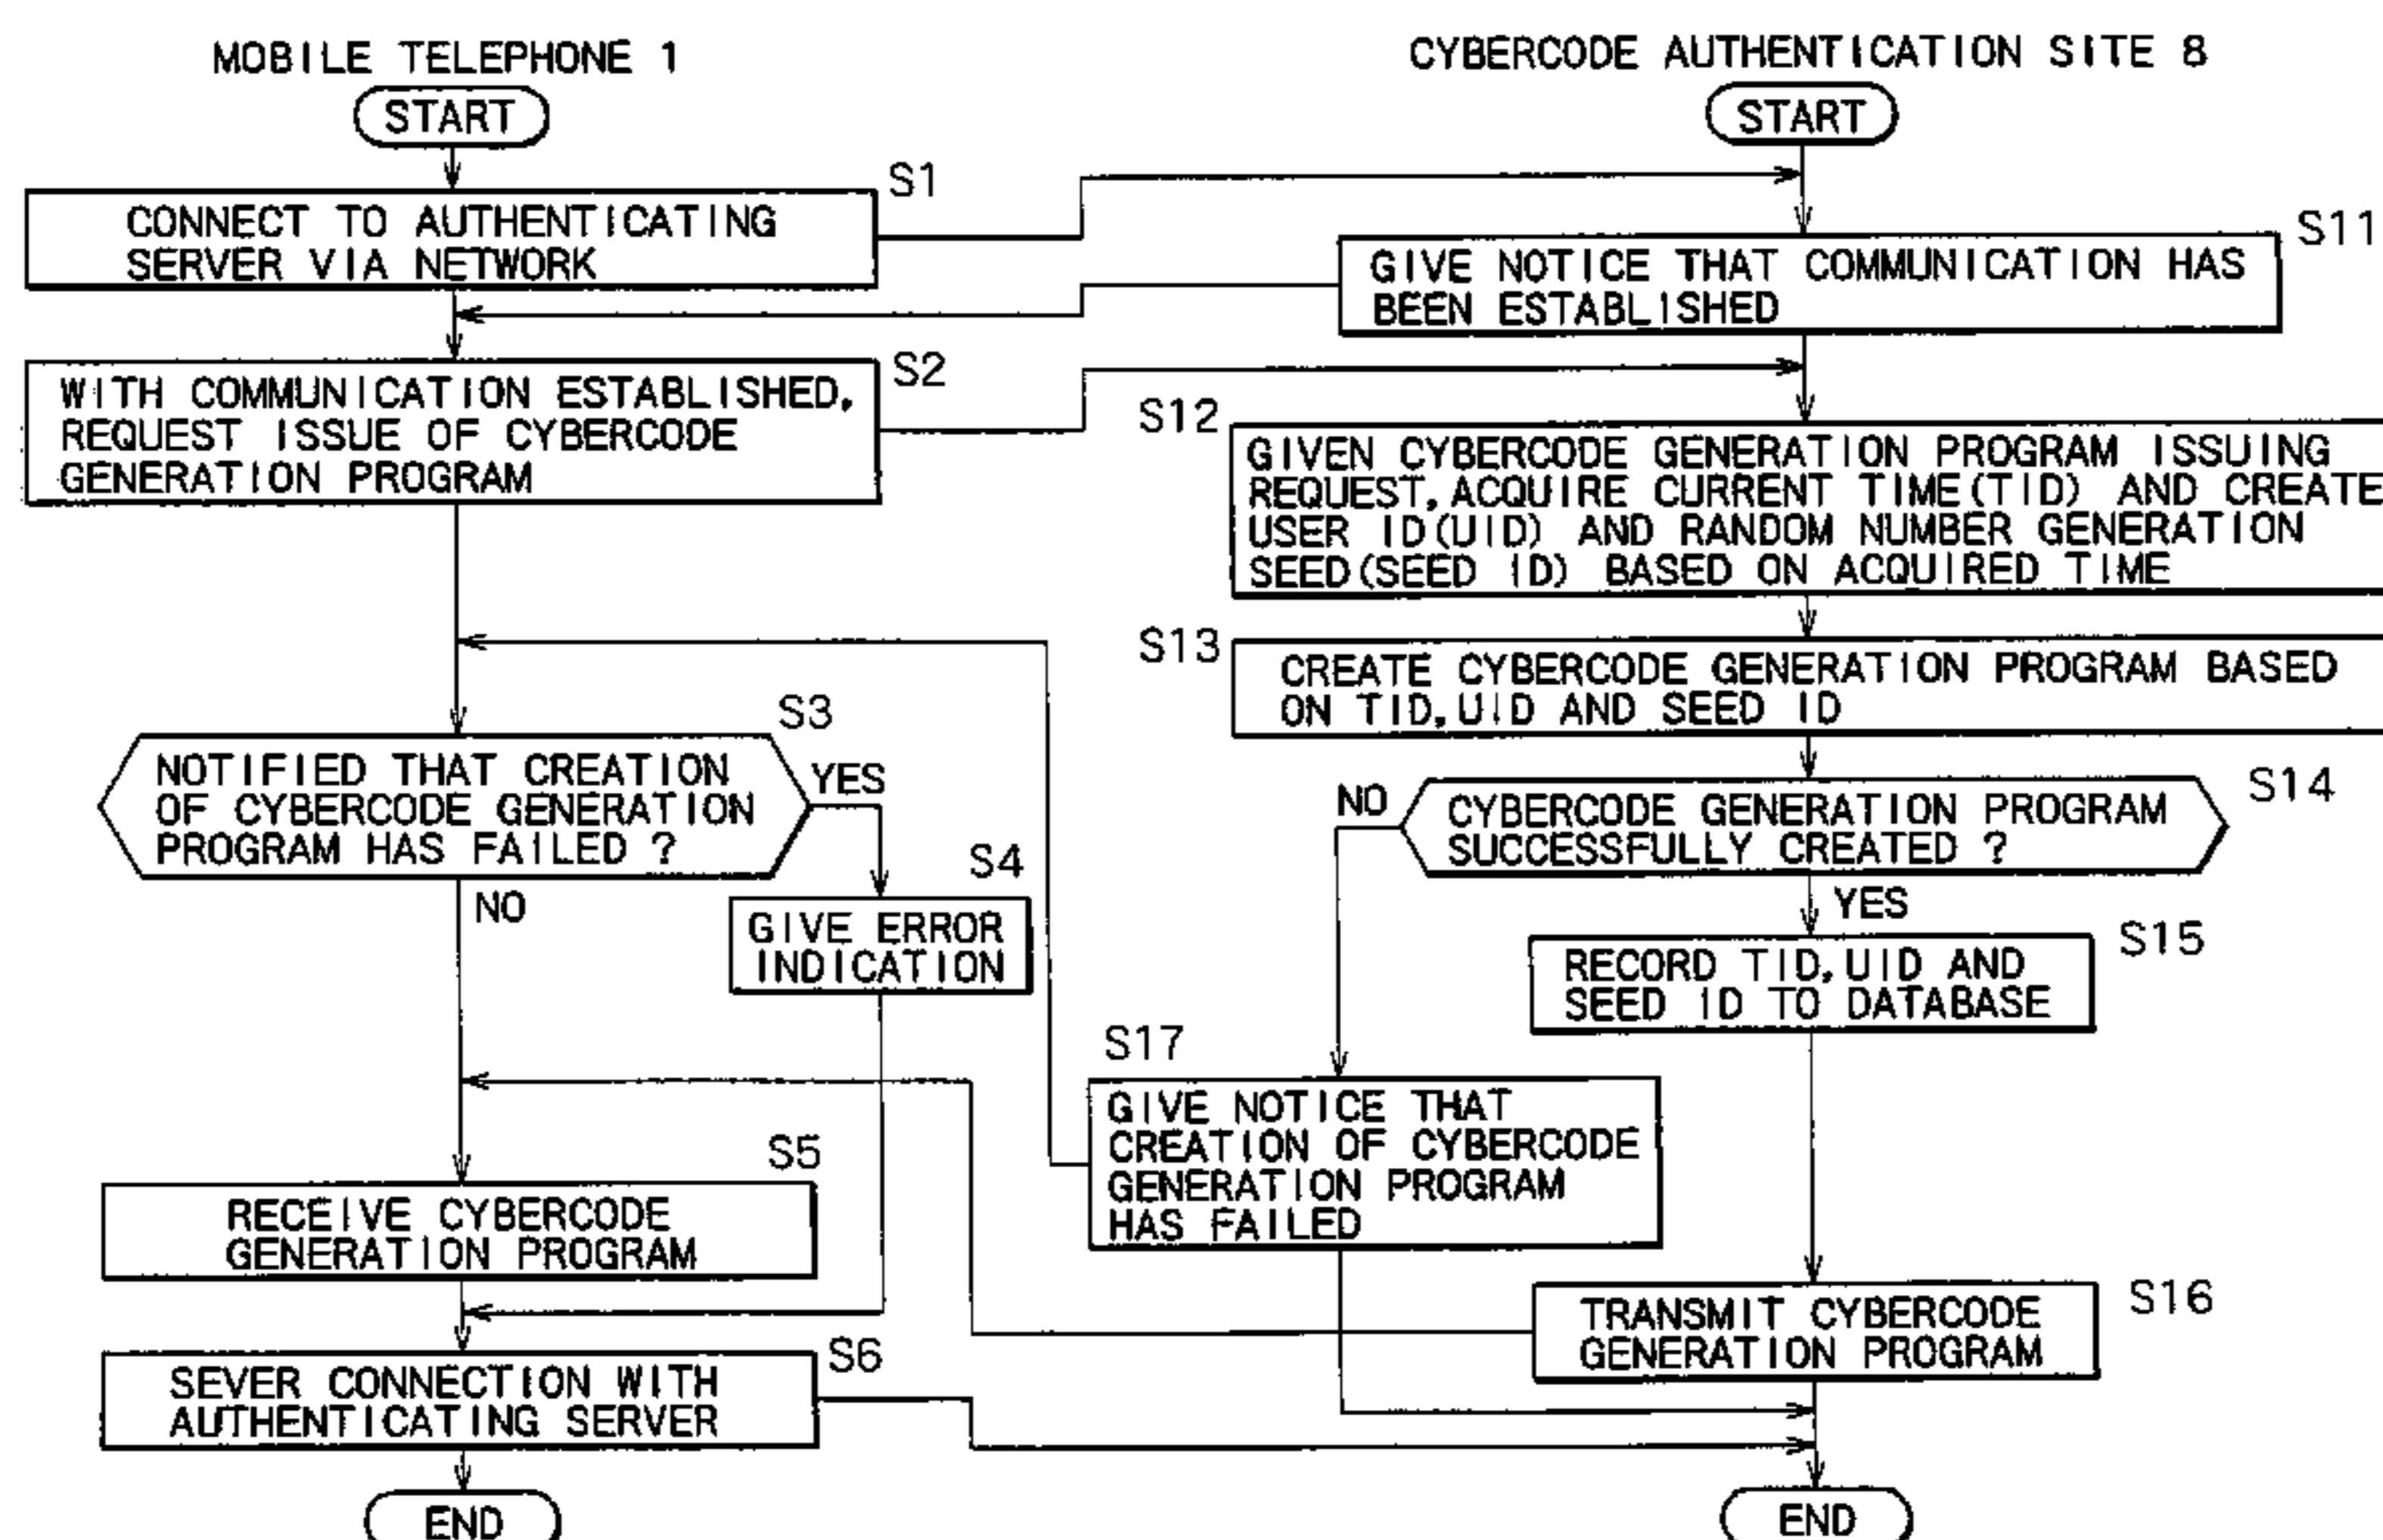 MOBILE TELEPHONE 1
START
S1
CONNECT TO AUTHENTICATING
SERVER VIA NETWORK
S2
WITH COMMUNICATION ESTABLISHED,
REQUEST ISSUE OF CYBERCODE
GENERATION PROGRAM
S3
NOTIFIED THAT CREATION
OF CYBERCODE GENERATION
PROGRAM HAS FAILED ?
YES
NO
S4
GIVE ERROR
INDICATION
S5
RECEIVE CYBERCODE
GENERATION PROGRAM
S6
SEVER CONNECTION WITH
AUTHENTICATING SERVER
END
CYBERCODE AUTHENTICATION SITE 8
START
S11
GIVE NOTICE THAT COMMUNICATION HAS
BEEN ESTABLISHED
S12
GIVEN CYBERCODE GENERATION PROGRAM ISSUING
REQUEST, ACQUIRE CURRENT TIME(TID) AND CREATE
USER ID(UID) AND RANDOM NUMBER GENERATION
SEED(SEED ID) BASED ON ACQUIRED TIME
S13
CREATE CYBERCODE GENERATION PROGRAM BASED
ON TID, UID AND SEED ID
S14
CYBERCODE GENERATION PROGRAM
SUCCESSFULLY CREATED ?
NO
YES
S15
RECORD TID, UID AND
SEED ID TO DATABASE
S17
GIVE NOTICE THAT
CREATION OF CYBERCODE
GENERATION PROGRAM
HAS FAILED
S16
TRANSMIT CYBERCODE
GENERATION PROGRAM
END